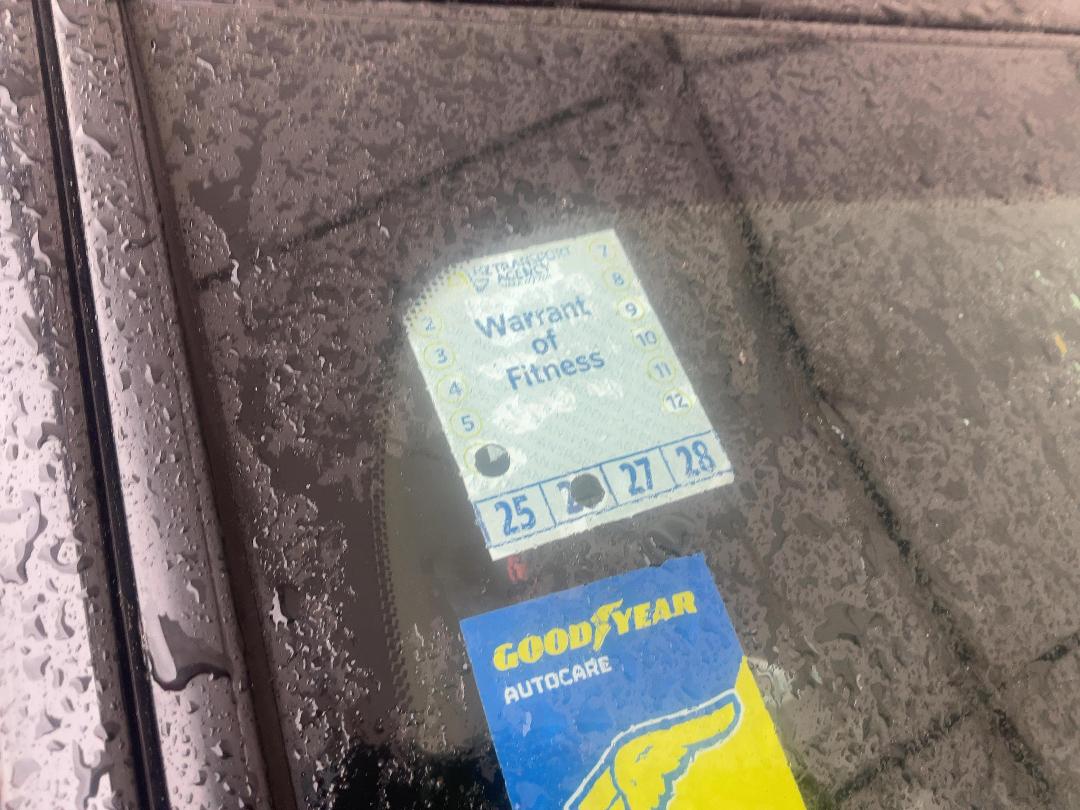 NZ TRANSPORT
AGENCY
Warrant
of
Fitness
2
3
4
5
7
8
9
10
11
12
25 27 28
GOODYEAR
AUTOCARE